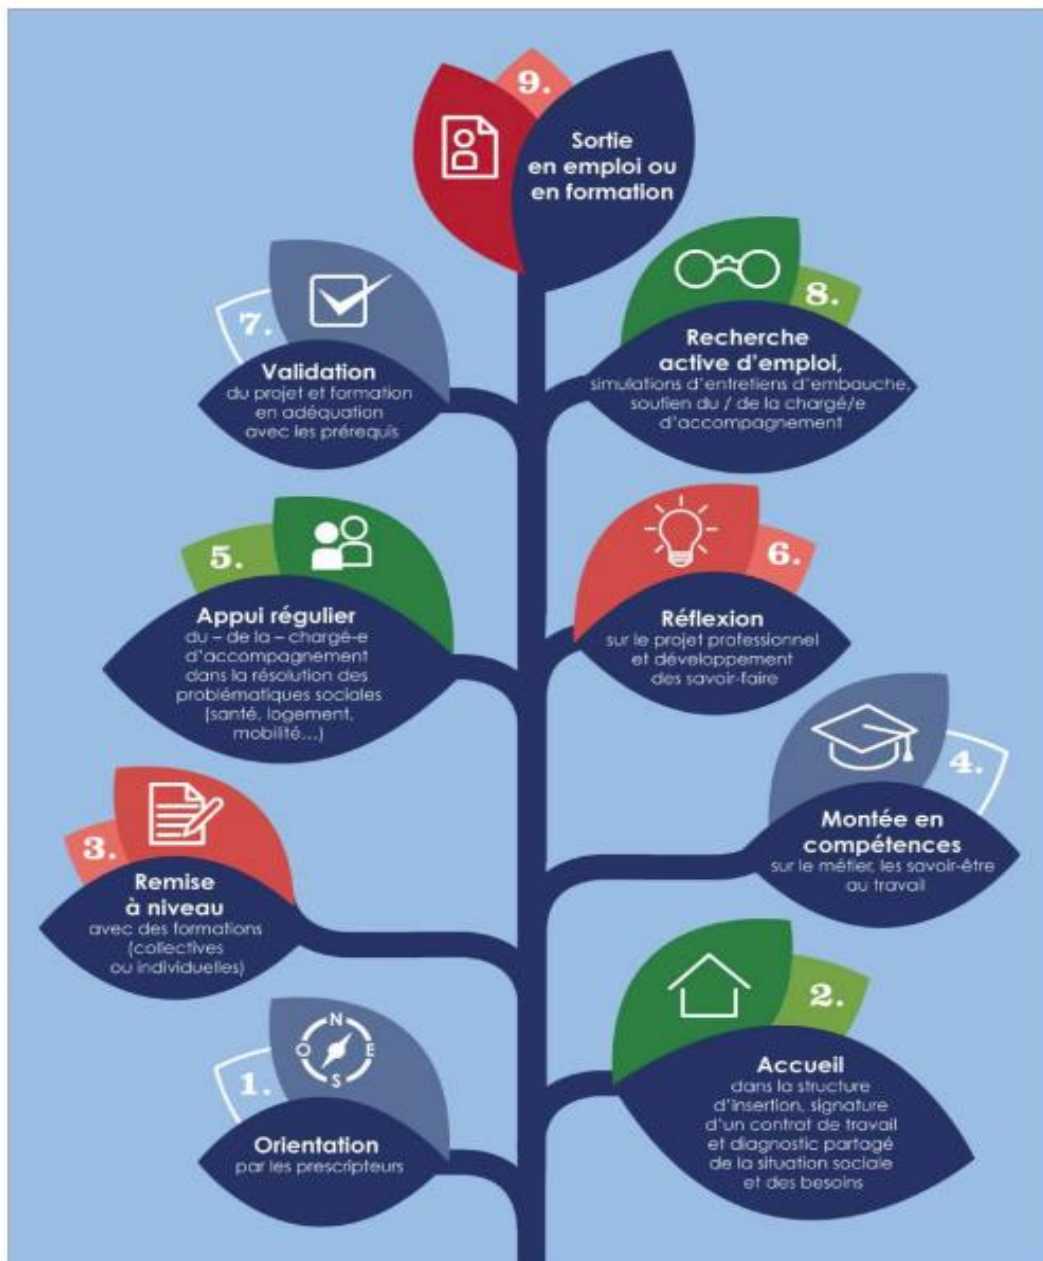 9.
Sortie
en emploi ou
en formation
7.
Validation
du projet et formation
en adéquation
avec les prérequis
8.
Recherche
active d'emploi,
simulations d'entretiens d'embauche,
soutien du / de la chargé/e
d'accompagnement
5.
Appui régulier
du – de la – chargé-e
d'accompagnement
dans la résolution des
problématiques sociales
(santé, logement,
mobilité...)
6.
Réflexion
sur le projet professionnel
et développement
des savoir-faire
3.
Remise
à niveau
avec des formations
(collectives
ou individuelles)
4.
Montée en
compétences
sur le métier, les savoir-être
au travail
1.
N
O E
S
Orientation
par les prescripteurs
2.
Accueil
dans la structure
d'insertion, signature
d'un contrat de travail
et diagnostic partagé
de la situation sociale
et des besoins